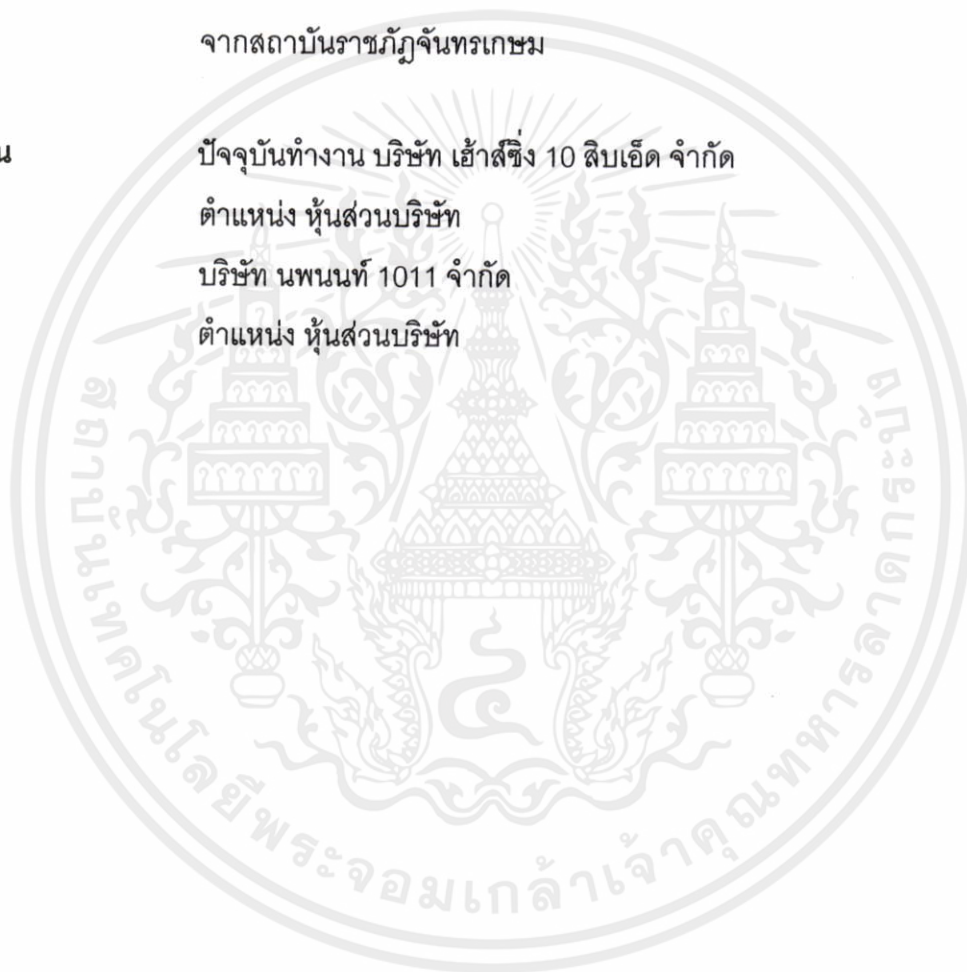 จากสถาบันราชภัฏจันทรเกษม
น ปัจจุบันทำงาน บริษัท เฮ้าส์ซิ่ง 10 สิบเอ็ด จำกัด
ตำแหน่ง หุ้นส่วนบริษัท
บริษัท นพนนท์ 1011 จำกัด
ตำแหน่ง หุ้นส่วนบริษัท
สถาบันเทคโนโลยีพระจอมเกล้าเจ้าคุณทหารลาดกระบัง